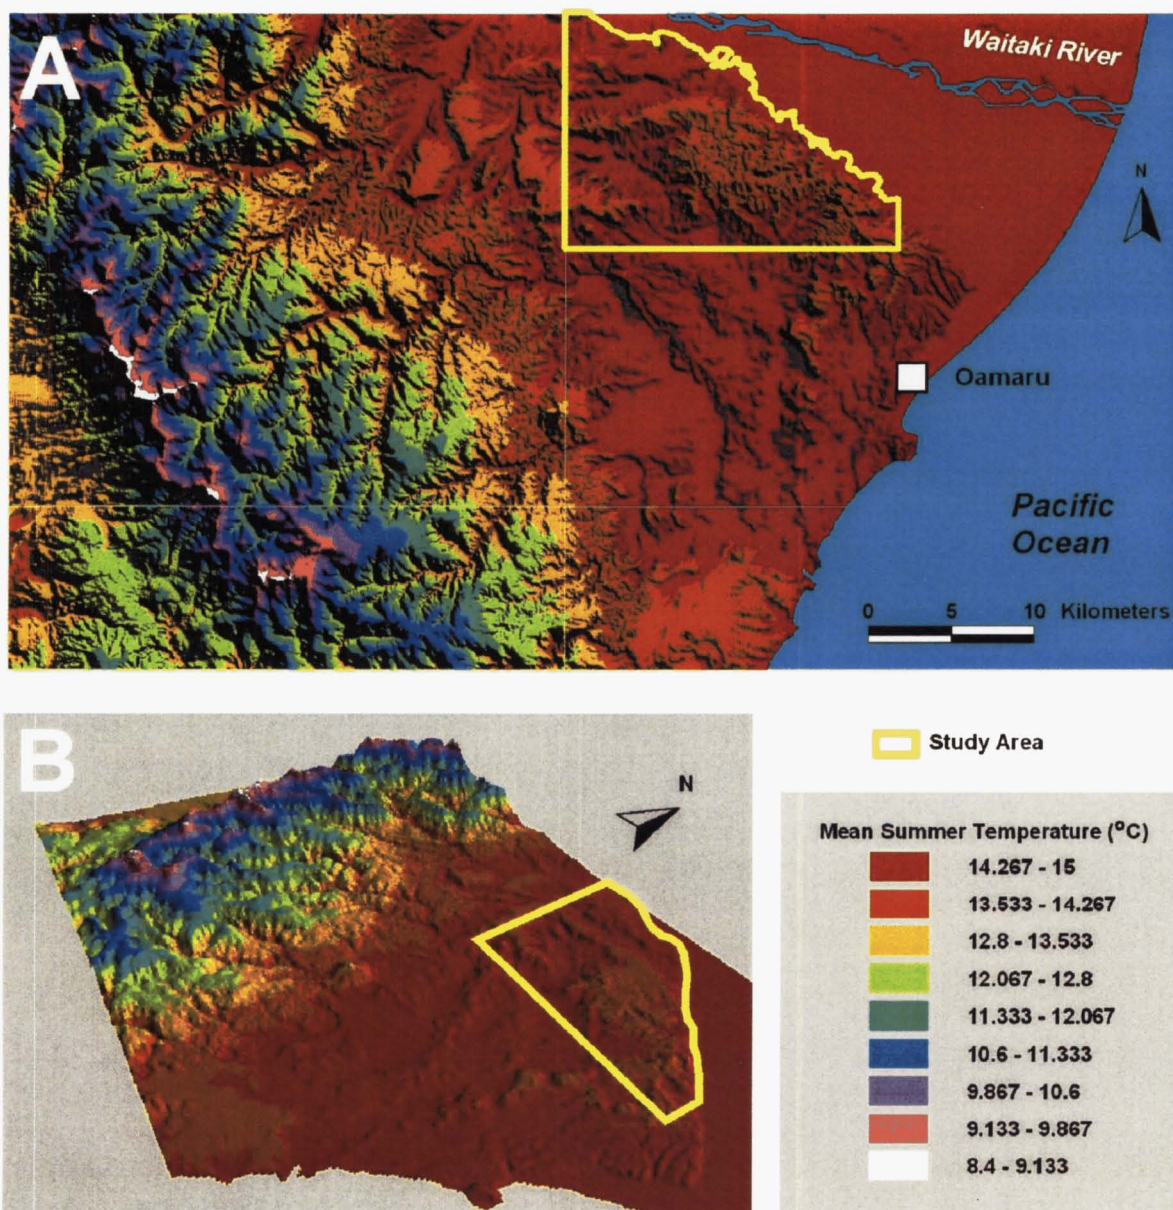 A
Waitaki River
N
Oamaru
Pacific
Ocean
0 5 10 Kilometers
B
N
Study Area
Mean Summer Temperature (°C)
14.267 - 15
13.533 - 14.267
12.8 - 13.533
12.067 - 12.8
11.333 - 12.067
10.6 - 11.333
9.867 - 10.6
9.133 - 9.867
8.4 - 9.133